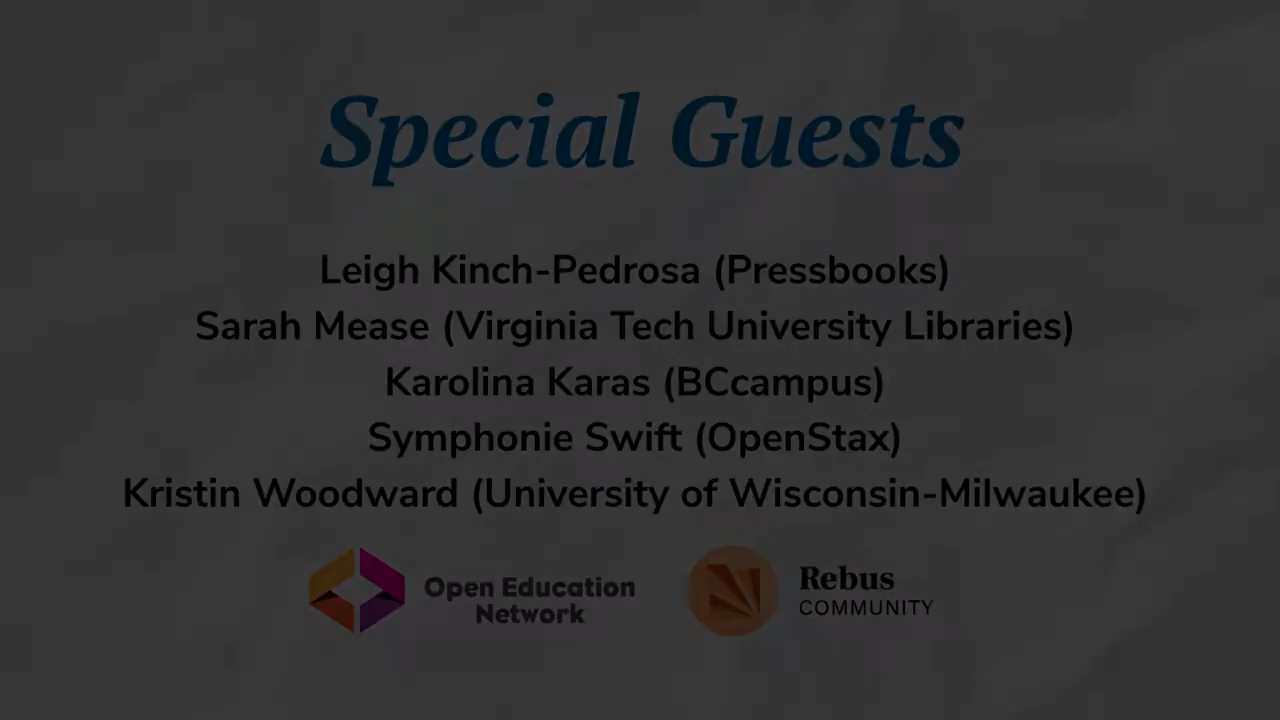 Special Guests
Leigh Kinch-Pedrosa (Pressbooks)
Sarah Mease (Virginia Tech University Libraries)
Karolina Karas (BCcampus)
Symphonie Swift (OpenStax)
Kristin Woodward (University of Wisconsin-Milwaukee)
Open Education
Network
Rebus
COMMUNITY